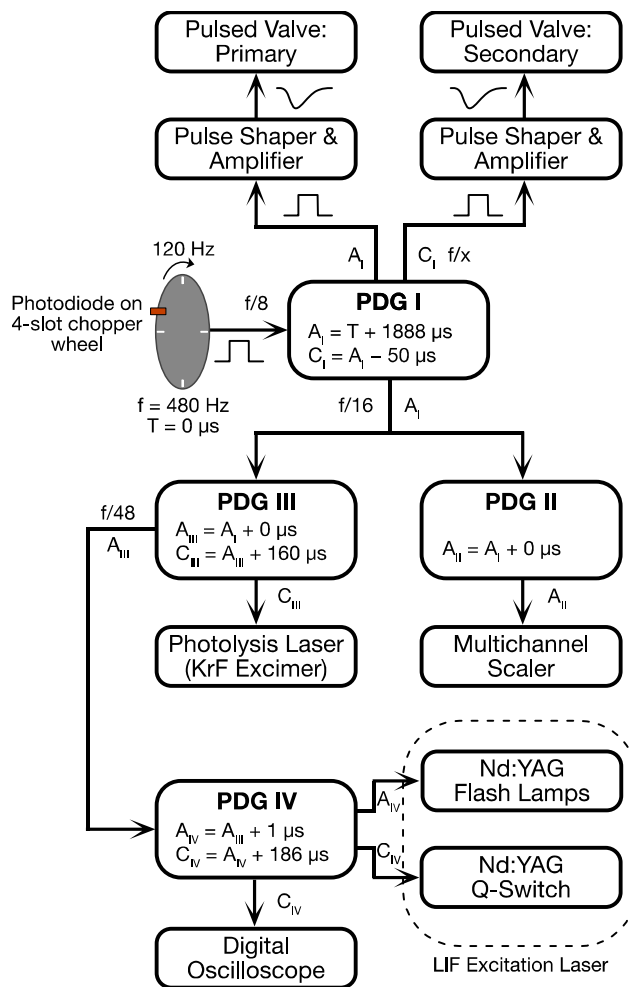 Pulsed Valve:
Primary
Pulsed Valve:
Secondary
Pulse Shaper &
Amplifier
Pulse Shaper &
Amplifier
A_I
C_I f/x
120 Hz
Photodiode on
4-slot chopper
wheel
f/8
f = 480 Hz
T = 0 µs
PDG I
A_I = T + 1888 µs
C_I = A_I – 50 µs
f/16 A_I
f/48
A_III
PDG III
A_III = A_I + 0 µs
C_III = A_III + 160 µs
PDG II
A_II = A_I + 0 µs
C_III
A_II
Photolysis Laser
(KrF Excimer)
Multichannel
Scaler
PDG IV
A_IV = A_III + 1 µs
C_IV = A_IV + 186 µs
A_IV
C_IV
Nd:YAG
Flash Lamps
Nd:YAG
Q-Switch
C_IV
Digital
Oscilloscope
LIF Excitation Laser